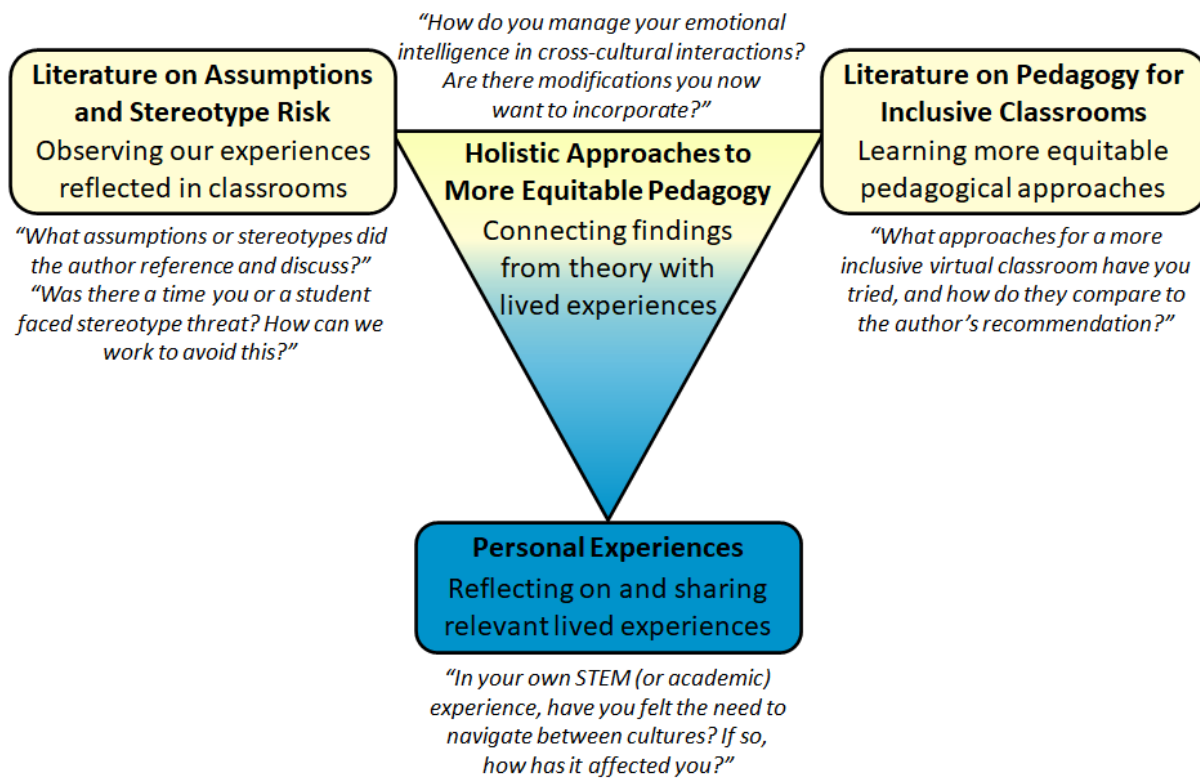 “How do you manage your emotional
intelligence in cross-cultural interactions?
Are there modifications you now
want to incorporate?”
Literature on Assumptions
and Stereotype Risk
Observing our experiences
reflected in classrooms
“What assumptions or stereotypes did
the author reference and discuss?”
“Was there a time you or a student
faced stereotype threat? How can we
work to avoid this?”
Holistic Approaches to
More Equitable Pedagogy
Connecting findings
from theory with
lived experiences
Literature on Pedagogy for
Inclusive Classrooms
Learning more equitable
pedagogical approaches
“What approaches for a more
inclusive virtual classroom have you
tried, and how do they compare to
the author’s recommendation?”
Personal Experiences
Reflecting on and sharing
relevant lived experiences
“In your own STEM (or academic)
experience, have you felt the need to
navigate between cultures? If so,
how has it affected you?”